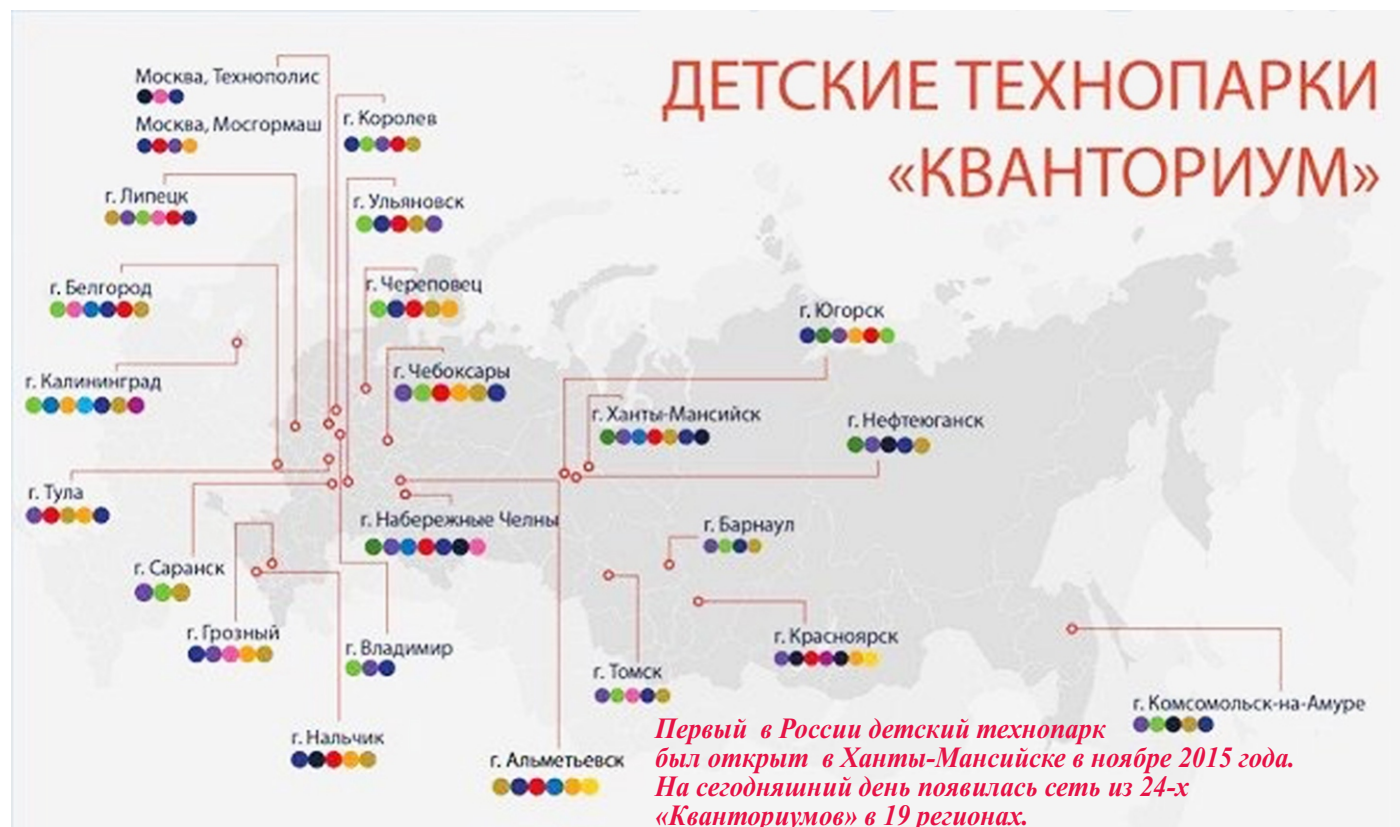 ДЕТСКИЕ ТЕХНОПАРКИ
«КВАНТОРИУМ»
Москва, Технополис
Москва, Мосгормаш
г. Королев
г. Липецк
г. Ульяновск
г. Белгород
г. Череповец
г. Югорск
г. Калининград
г. Чебоксары
г. Ханты-Мансийск
г. Нефтеюганск
г. Тула
г. Набережные Челны
г. Барнаул
г. Саранск
г. Грозный
г. Владимир
г. Красноярск
г. Томск
г. Комсомольск-на-Амуре
г. Нальчик
г. Альметьевск
Первый в России детский технопарк
был открыт в Ханты-Мансийске в ноябре 2015 года.
На сегодняшний день появилась сеть из 24-х
«Кванториумов» в 19 регионах.